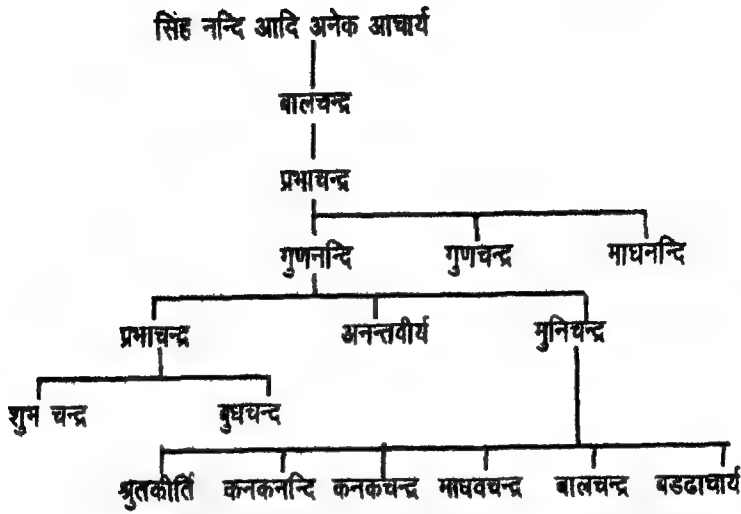 सिंह नन्दि आदि अनेक आचार्य
बालचन्द्र
प्रभाचन्द्र
गुणनन्दि गुणचन्द्र माघनन्दि
प्रभाचन्द्र अनन्तवीर्य मुनिचन्द्र
शुभ चन्द्र बुधचन्द
श्रुतकीर्ति कनकनन्दि कनकचन्द्र माधवचन्द्र बालचन्द्र बडढाचार्य